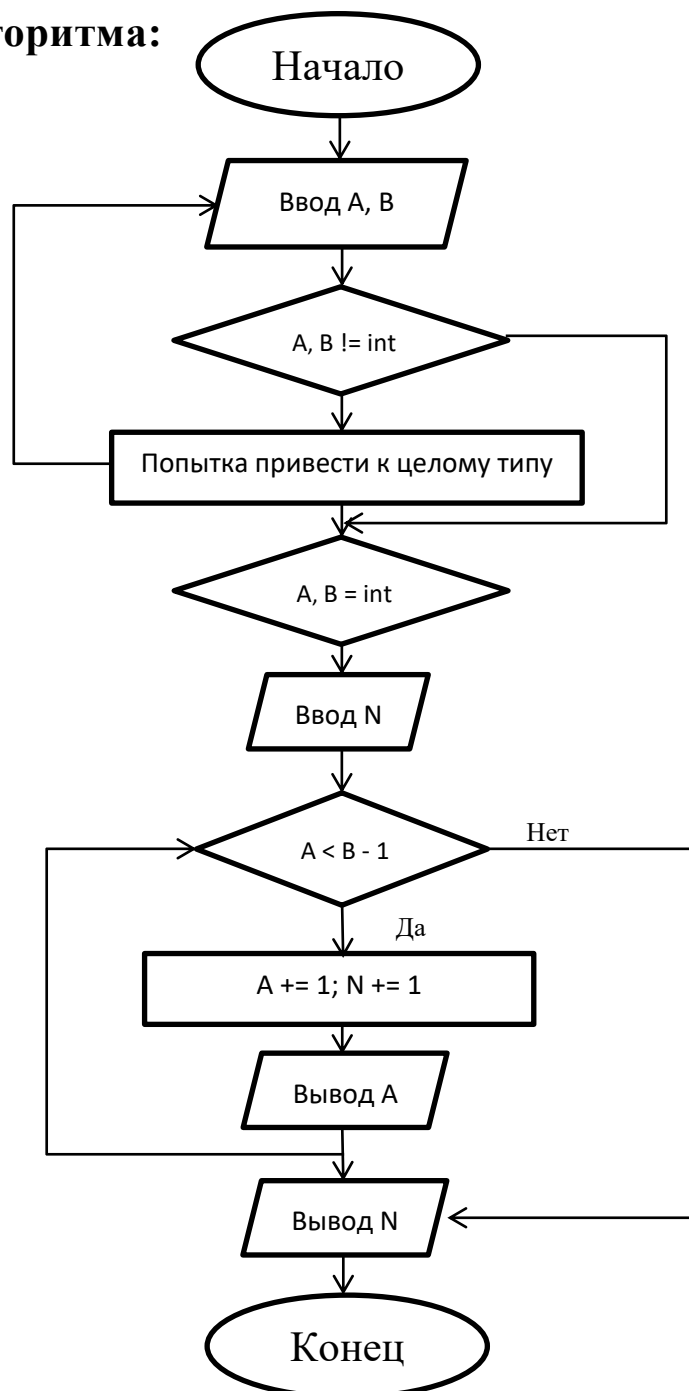 горитма:
Начало
Ввод A, B
A, B != int
Попытка привести к целому типу
A, B = int
Ввод N
A < B - 1
Нет
Да
A += 1; N += 1
Вывод A
Вывод N
Конец